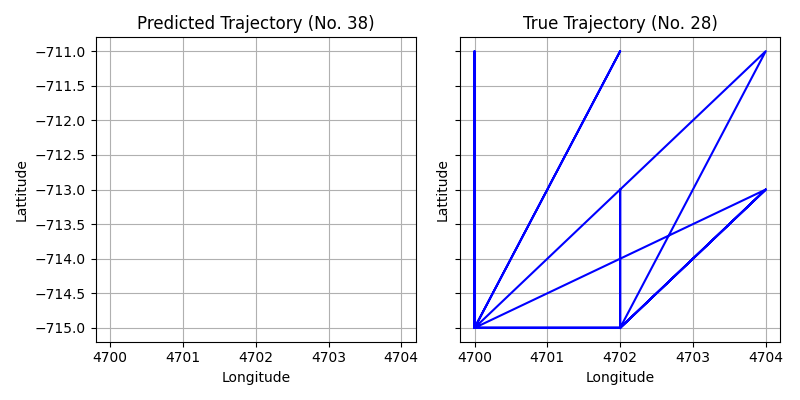 Predicted Trajectory (No. 38)
True Trajectory (No. 28)
−711.0
−711.5
−712.0
−712.5
−713.0
−713.5
−714.0
−714.5
−715.0
Lattitude
Lattitude
4700 4701 4702 4703 4704
4700 4701 4702 4703 4704
Longitude
Longitude